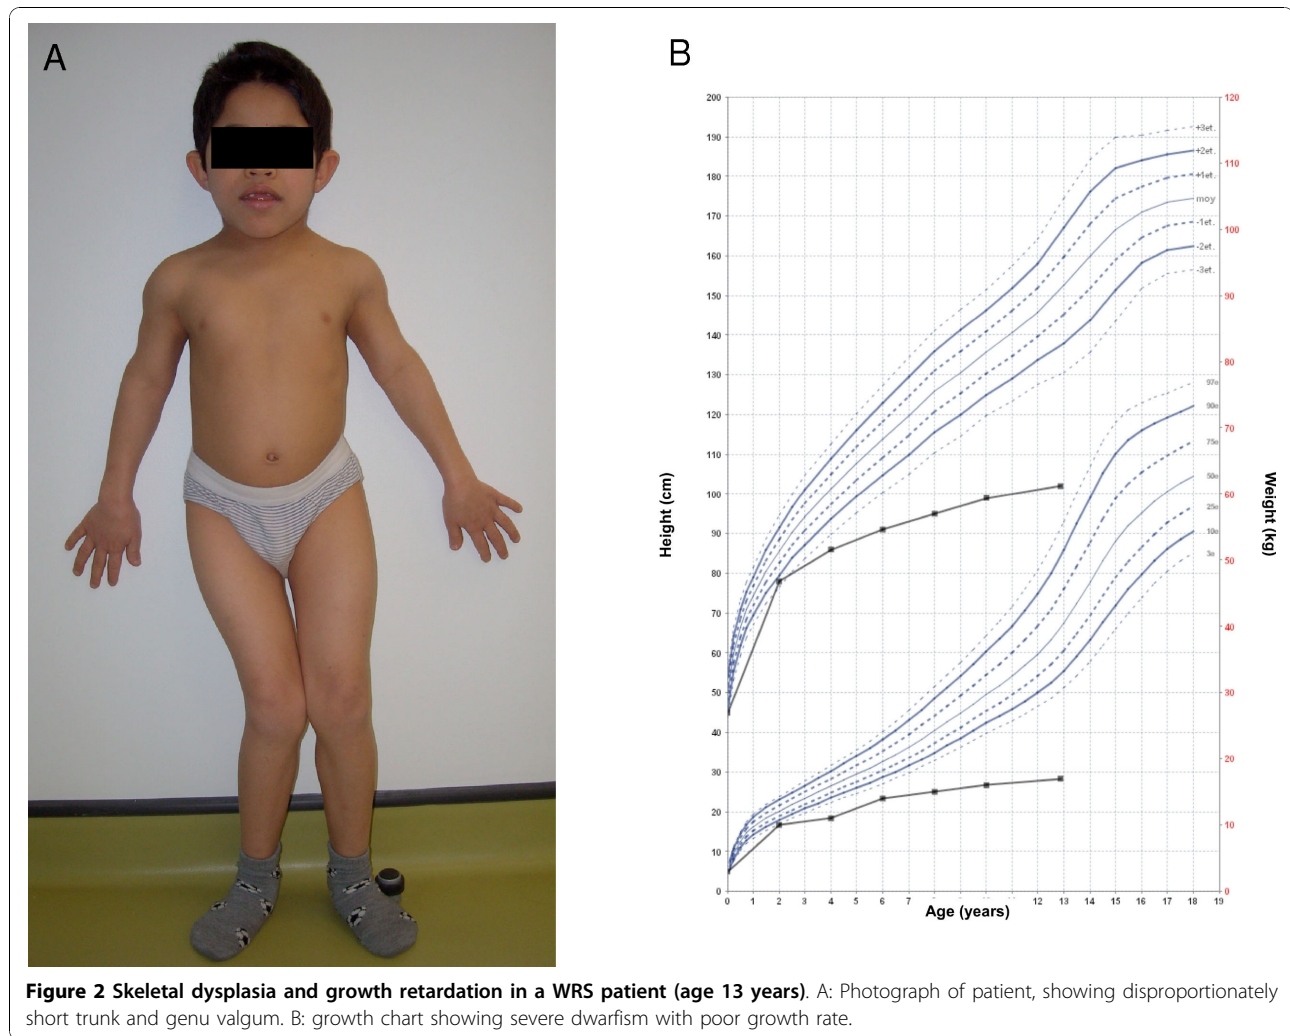 A
B
200
190
180
170
160
150
140
130
120
110
100
90
80
70
60
50
40
30
20
10
0
120
110
100
90
80
70
60
50
40
30
20
10
0
+3et.
+2et.
+1et.
moy
-1et.
-2et.
-3et.
97e
90e
75e
50e
25e
10e
3e
Height (cm)
Weight (kg)
0 1 2 3 4 5 6 7 12 13 14 15 16 17 18 19
Age (years)
Figure 2 Skeletal dysplasia and growth retardation in a WRS patient (age 13 years). A: Photograph of patient, showing disproportionately
short trunk and genu valgum. B: growth chart showing severe dwarfism with poor growth rate.